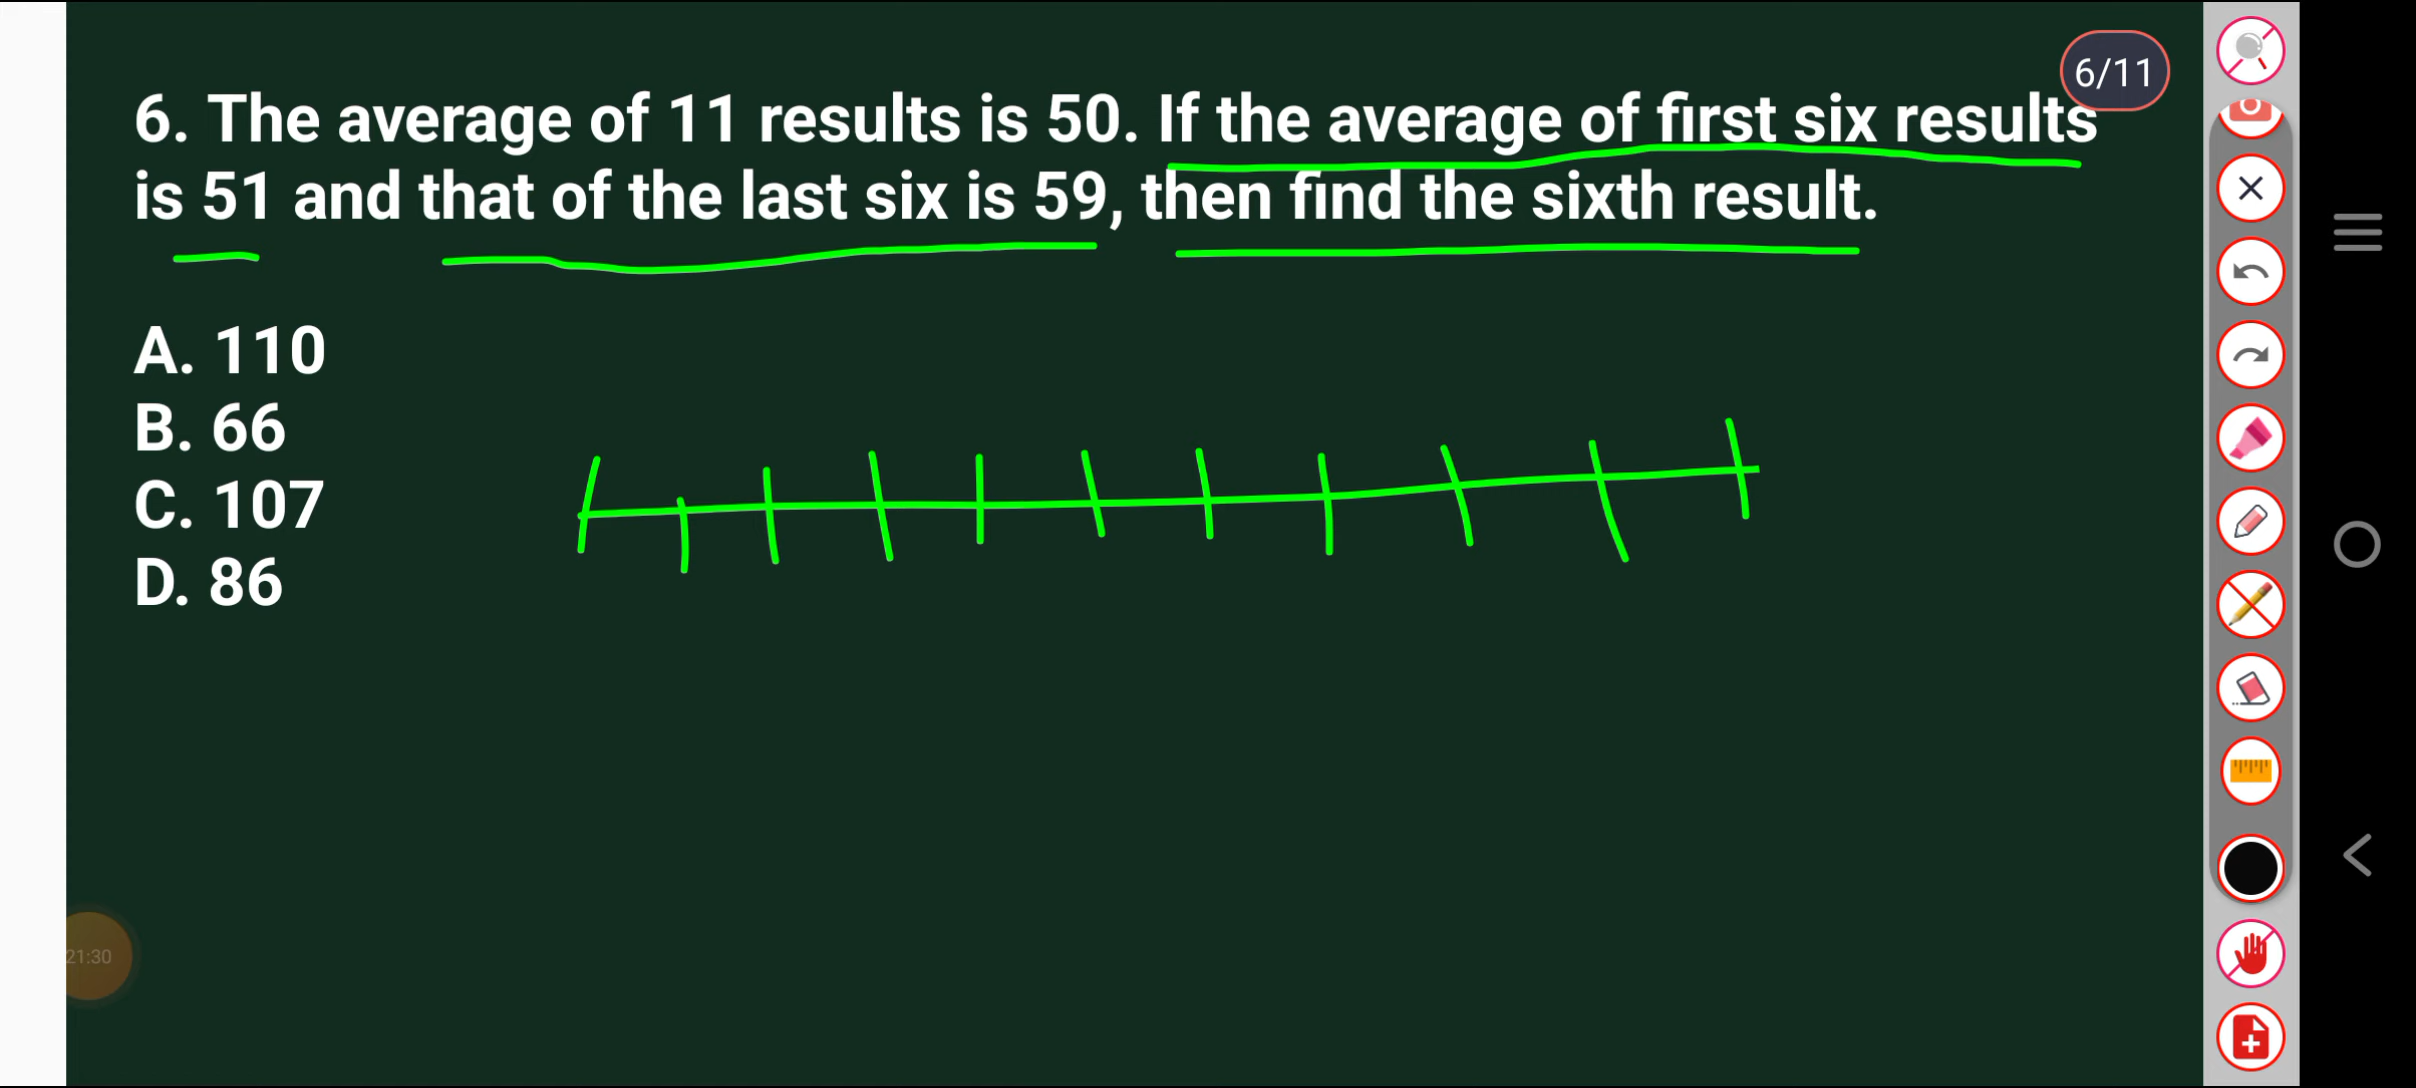 6/11
6. The average of 11 results is 50. If the average of first six results
is 51 and that of the last six is 59, then find the sixth result.
A. 110
B. 66
C. 107
D. 86
21:30